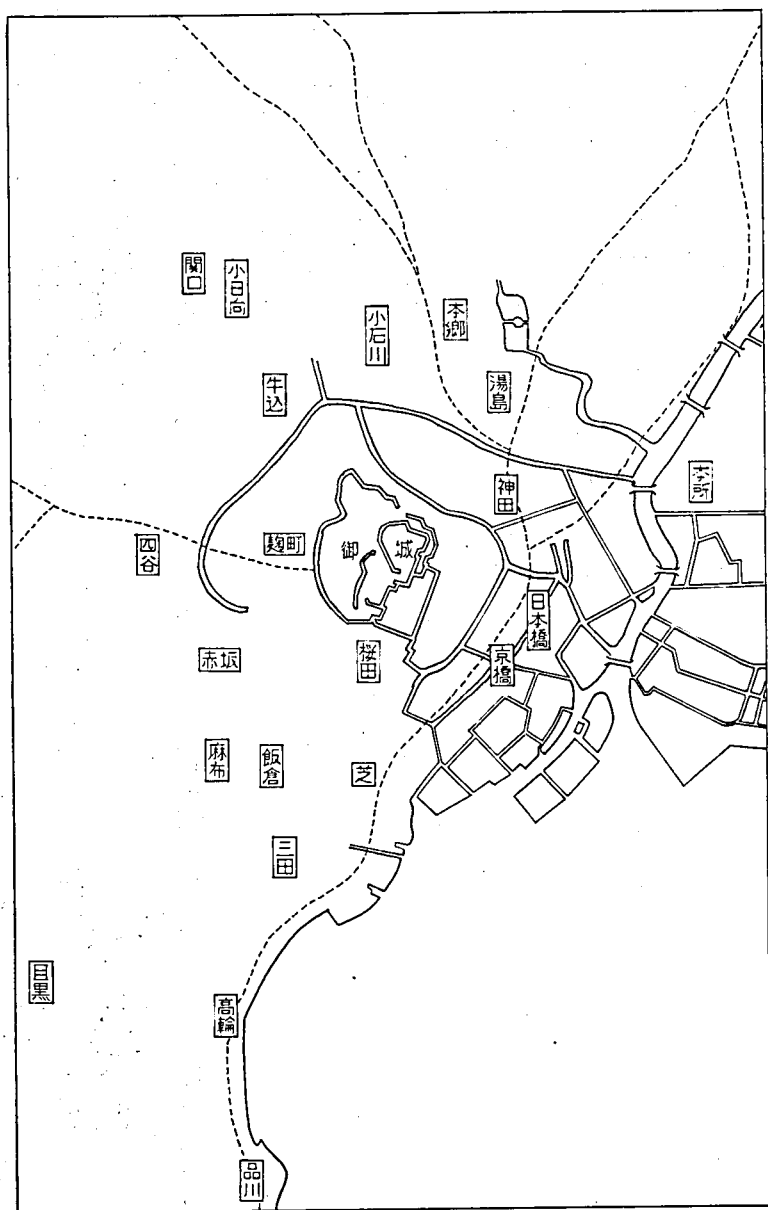 関口
小日向
小石川
本郷
牛込
湯島
本所
神田
四谷
麹町
御城
日本橋
赤坂
桜田
京橋
麻布
飯倉
芝
三田
目黒
高輪
品川